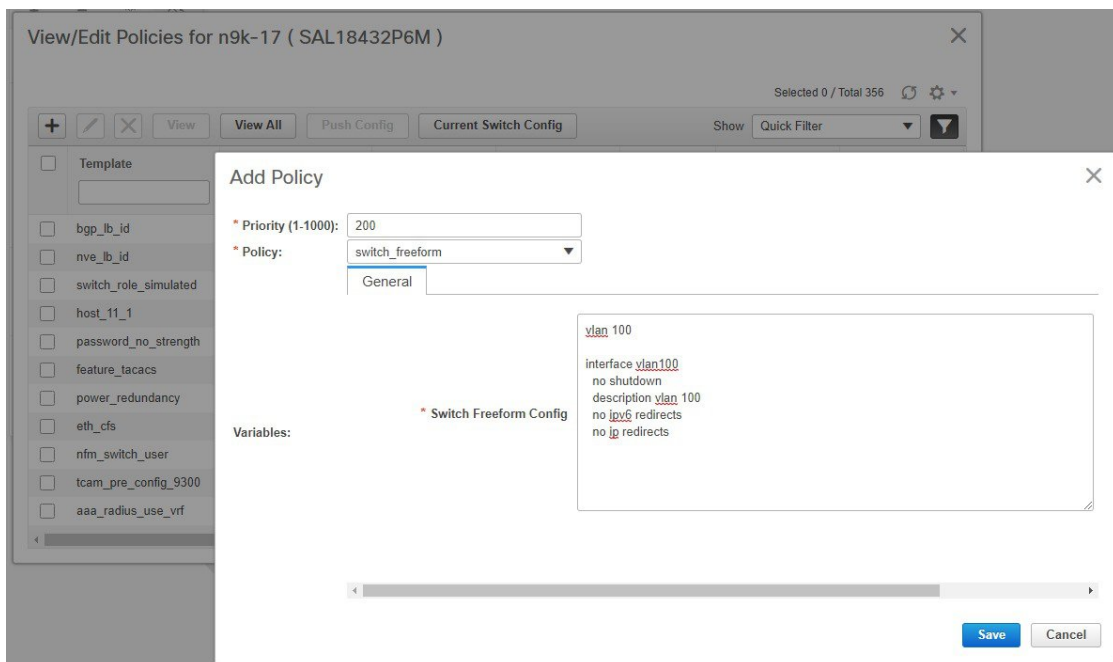 View/Edit Policies for n9k-17 ( SAL18432P6M )
Selected 0 / Total 356
View
View All
Push Config
Current Switch Config
Show
Quick Filter
Template
bgp_lb_id
nve_lb_id
switch_role_simulated
host_11_1
password_no_strength
feature_tacacs
power_redundancy
eth_cfs
nfm_switch_user
tcam_pre_config_9300
aaa_radius_use_vrf
Add Policy
* Priority (1-1000):
200
* Policy:
switch_freeform
General
Variables:
* Switch Freeform Config
vlan 100
interface vlan100
no shutdown
description vlan 100
no ipv6 redirects
no ip redirects
Save
Cancel